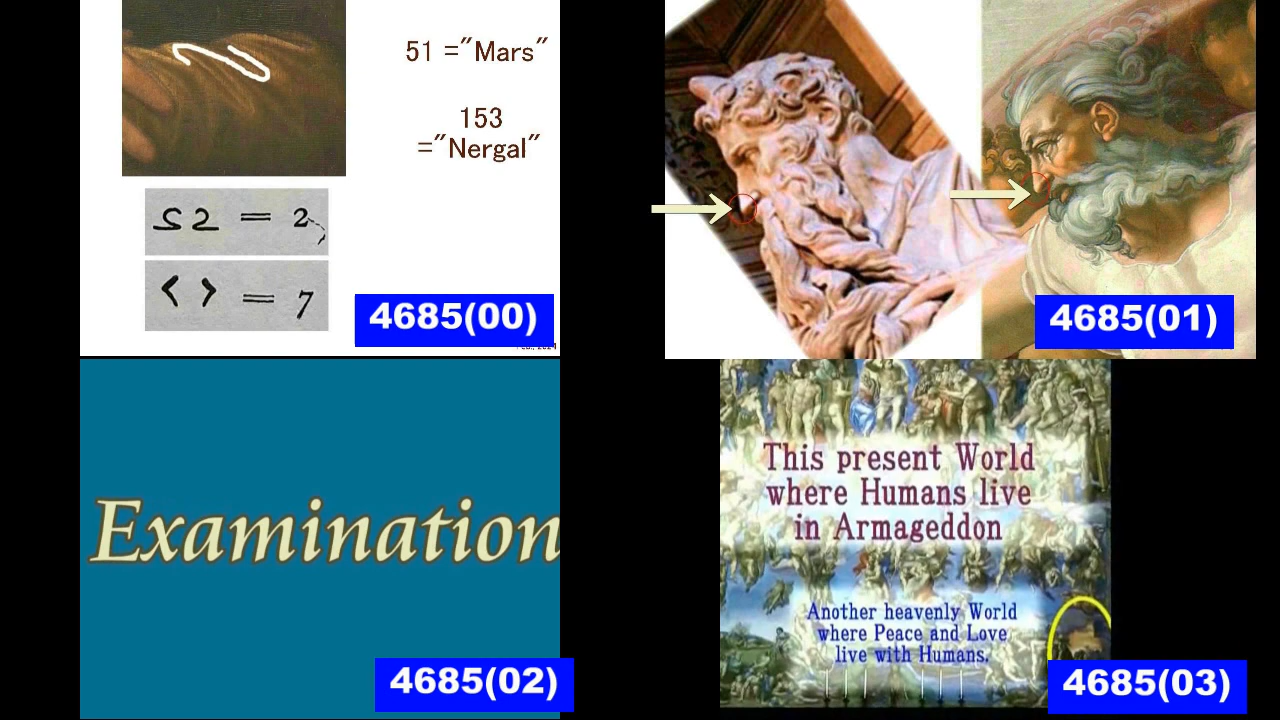 51 ="Mars"
153
="Nergal"
S2 = 2
< > = 7
4685(00)
4685(01)
Examination
4685(02)
This present World
where Humans live
in Armageddon
Another heavenly World
where Peace and Love
live with Humans.
4685(03)